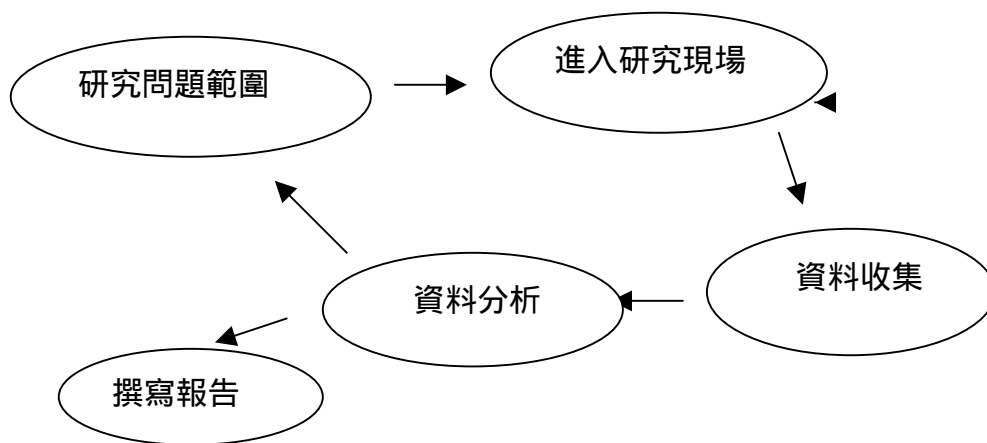 研究問題範圍
進入研究現場
資料收集
資料分析
撰寫報告